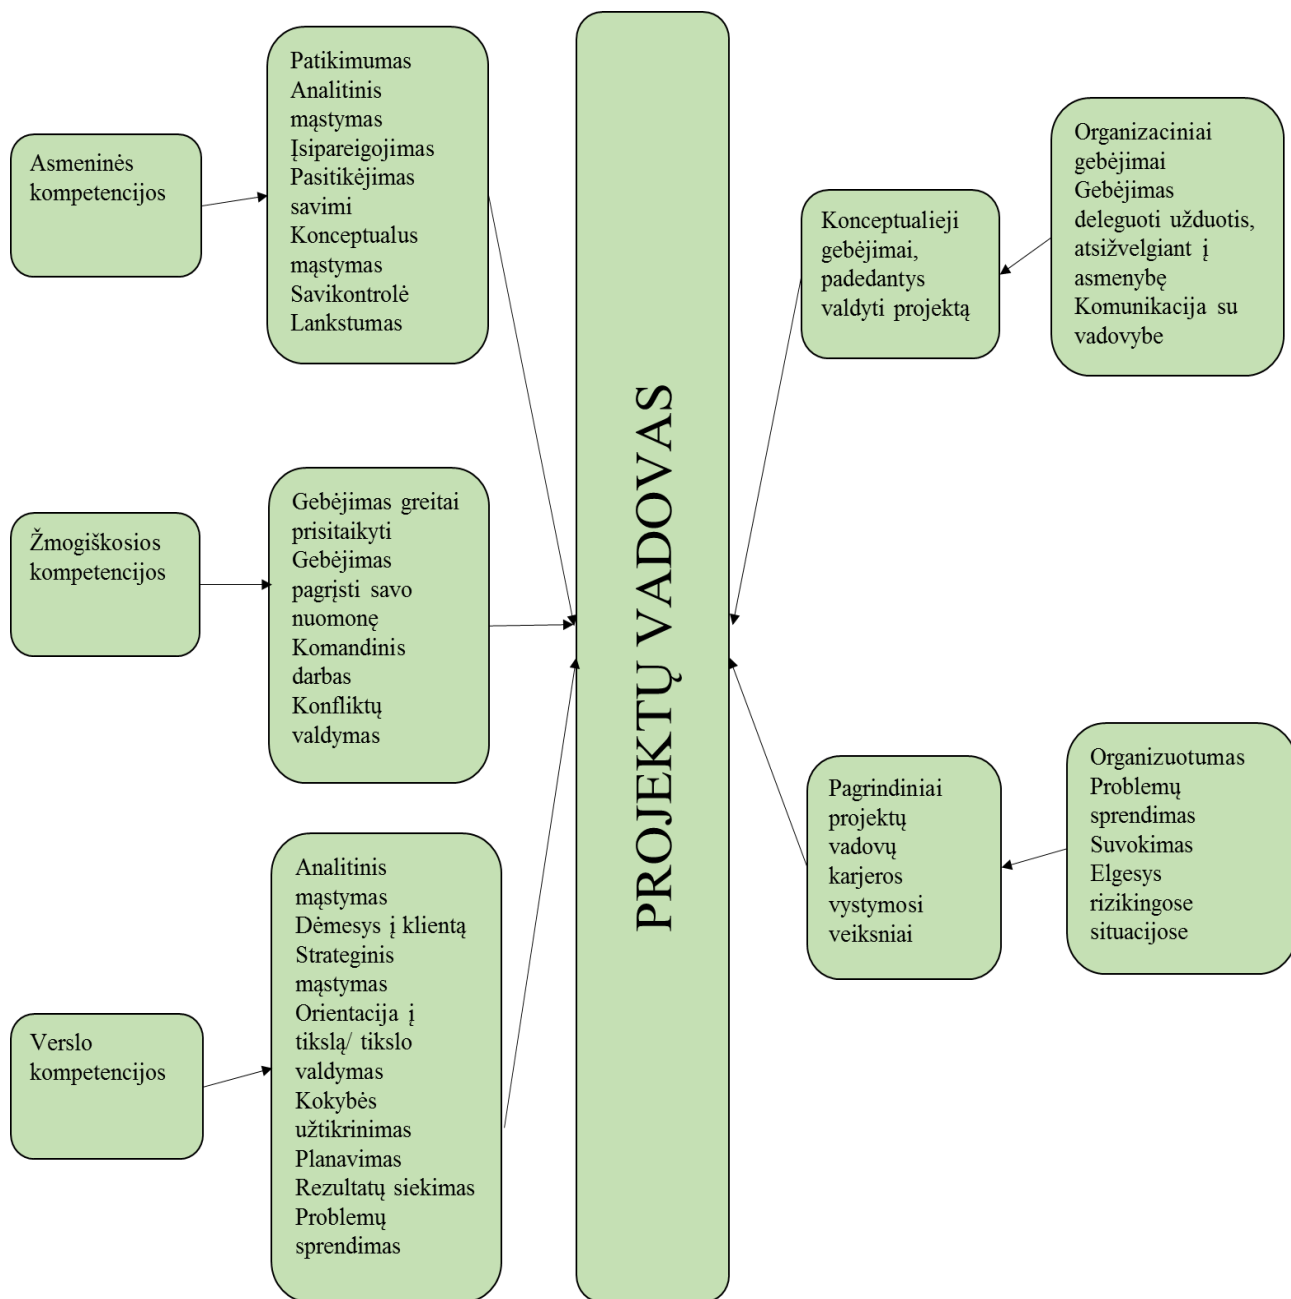 Asmeninės
kompetencijos
Patikimumas
Analitinis
mąstymas
Įsipareigojimas
Pasitikėjimas
savimi
Konceptualus
mąstymas
Savikontrolė
Lankstumas
Žmogiškosios
kompetencijos
Gebėjimas greitai
prisitaikyti
Gebėjimas
pagrįsti savo
nuomonę
Komandinis
darbas
Konfliktų
valdymas
Verslo
kompetencijos
Analitinis
mąstymas
Dėmesys į klientą
Strateginis
mąstymas
Orientacija į
tikslą/ tikslo
valdymas
Kokybės
užtikrinimas
Planavimas
Rezultatų siekimas
Problemų
sprendimas
PROJEKTŲ VADOVAS
Konceptualieji
gebėjimai,
padedantys
valdyti projektą
Organizaciniai
gebėjimai
Gebėjimas
deleguoti užduotis,
atsižvelgiant į
asmenybę
Komunikacija su
vadovybe
Pagrindiniai
projektų
vadovų
karjeros
vystymosi
veiksniai
Organizuotumas
Problemų
sprendimas
Suvokimas
Elgesys
rizikingose
situacijose